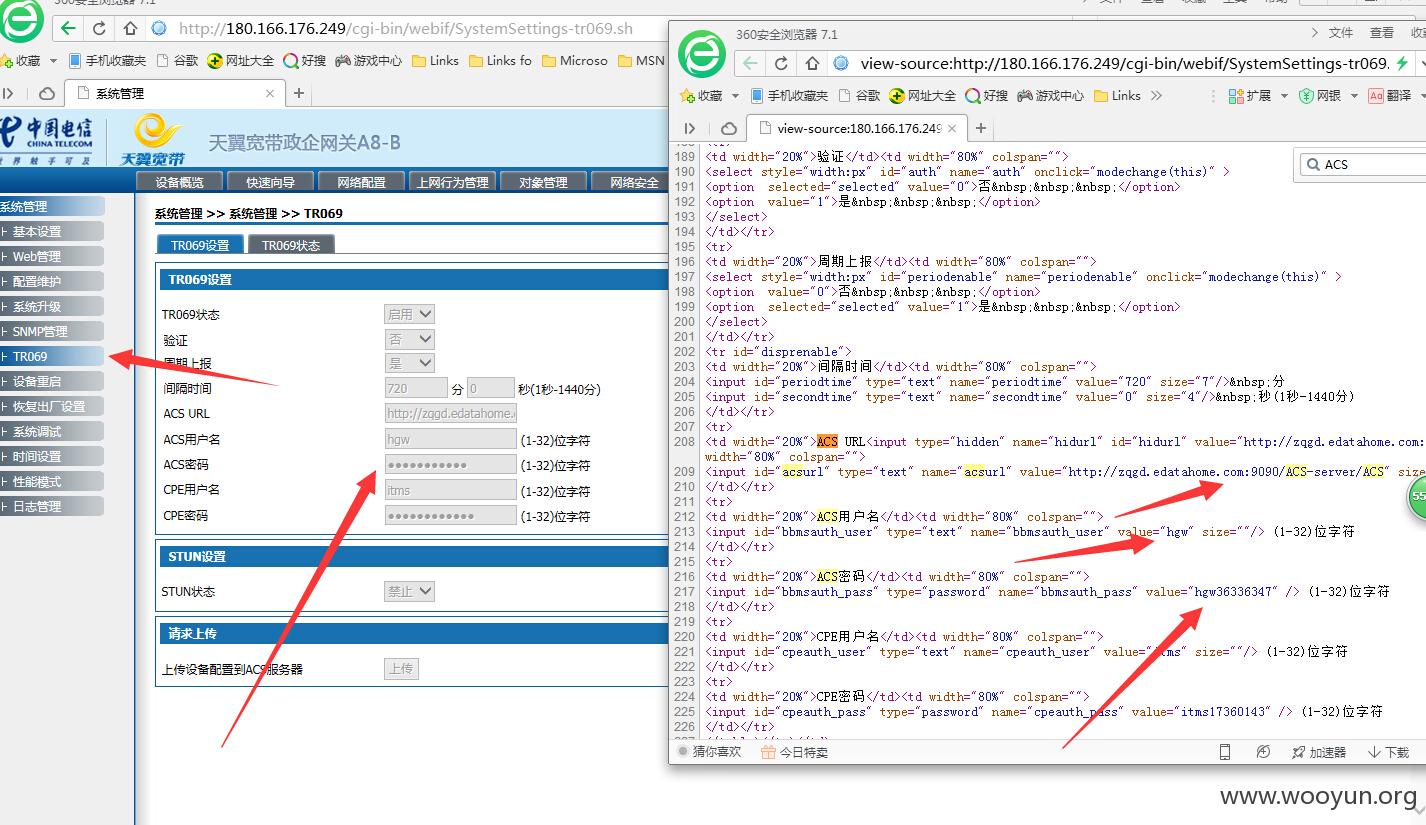 360安全浏览器 7.1
http://180.166.176.249/cgi-bin/webif/SystemSettings-tr069.sh
收藏 手机收藏夹 谷歌 网址大全 好搜 游戏中心 Links Links fo Microso MSN
系统管理
中国电信
CHINA TELECOM
世界触手可及
天翼宽带
天翼宽带政企网关A8-B
设备概览 快速向导 网络配置 上网行为管理 对象管理 网络安全
系统管理
基本设置
Web管理
配置维护
系统升级
SNMP管理
TR069
设备重启
恢复出厂设置
系统调试
时间设置
性能模式
日志管理
系统管理 >> 系统管理 >> TR069
TR069设置 TR069状态
TR069设置
TR069状态 启用
验证 否
周期上报 是
间隔时间 720 分 0 秒(1秒-1440分)
ACS URL http://zqgd.edatahome.
ACS用户名 hgw (1-32)位字符
ACS密码 ●●●●●●●●●●● (1-32)位字符
CPE用户名 itms (1-32)位字符
CPE密码 ●●●●●●●●●●●● (1-32)位字符
STUN设置
STUN状态 禁止
请求上传
上传设备配置到ACS服务器 上传
360安全浏览器 7.1 文件 查看 收
view-source:http://180.166.176.249/cgi-bin/webif/SystemSettings-tr069.
收藏 手机收藏夹 谷歌 网址大全 好搜 游戏中心 Links 扩展 网银 翻译
view-source:180.166.176.249
ACS
189 <td width="20%">验证</td><td width="80%" colspan="">
190 <select style="width:px" id="auth" name="auth" onclick="modechange(this)" >
191 <option  selected="selected" value="0">否&nbsp;&nbsp;&nbsp;</option>
192 <option  value="1">是&nbsp;&nbsp;&nbsp;</option>
193 </select>
194 </td></tr>
195 <tr>
196 <td width="20%">周期上报</td><td width="80%" colspan="">
197 <select style="width:px" id="periodenable" name="periodenable" onclick="modechange(this)" >
198 <option  value="0">否&nbsp;&nbsp;&nbsp;</option>
199 <option  selected="selected" value="1">是&nbsp;&nbsp;&nbsp;</option>
200 </select>
201 </td></tr>
202 <tr id="disprenable">
203 <td width="20%">间隔时间</td><td width="80%" colspan="">
204 <input id="periodtime" type="text" name="periodtime" value="720" size="7"/>&nbsp;分
205 <input id="secondtime" type="text" name="secondtime" value="0" size="4"/>&nbsp;秒(1秒-1440分)
206 </td></tr>
207 <tr>
208 <td width="20%">ACS URL<input type="hidden" name="hidurl" id="hidurl" value="http://zqgd.edatahome.com:
width="80%" colspan="">
209 <input id="acsurl" type="text" name="acsurl" value="http://zqgd.edatahome.com:9090/ACS-server/ACS" size
210 </td></tr>
211 <tr>
212 <td width="20%">ACS用户名</td><td width="80%" colspan="">
213 <input id="bbmsauth_user" type="text" name="bbmsauth_user" value="hgw" size=""/> (1-32)位字符
214 </td></tr>
215 <tr>
216 <td width="20%">ACS密码</td><td width="80%" colspan="">
217 <input id="bbmsauth_pass" type="password" name="bbmsauth_pass" value="hgw36336347" /> (1-32)位字符
218 </td></tr>
219 <tr>
220 <td width="20%">CPE用户名</td><td width="80%" colspan="">
221 <input id="cpeauth_user" type="text" name="cpeauth_user" value="itms" size=""/> (1-32)位字符
222 </td></tr>
223 <tr>
224 <td width="20%">CPE密码</td><td width="80%" colspan="">
225 <input id="cpeauth_pass" type="password" name="cpeauth_pass" value="itms17360143" /> (1-32)位字符
226 </td></tr>
猜你喜欢 今日特卖 加速器 下载
55
www.wooyun.org